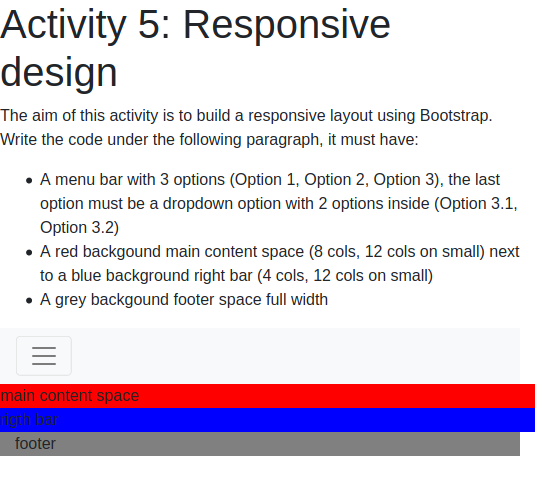 Activity 5: Responsive
design
The aim of this activity is to build a responsive layout using Bootstrap.
Write the code under the following paragraph, it must have:
A menu bar with 3 options (Option 1, Option 2, Option 3), the last
option must be a dropdown option with 2 options inside (Option 3.1,
Option 3.2)
A red backgound main content space (8 cols, 12 cols on small) next
to a blue background right bar (4 cols, 12 cols on small)
A grey backgound footer space full width
main content space
right bar
footer